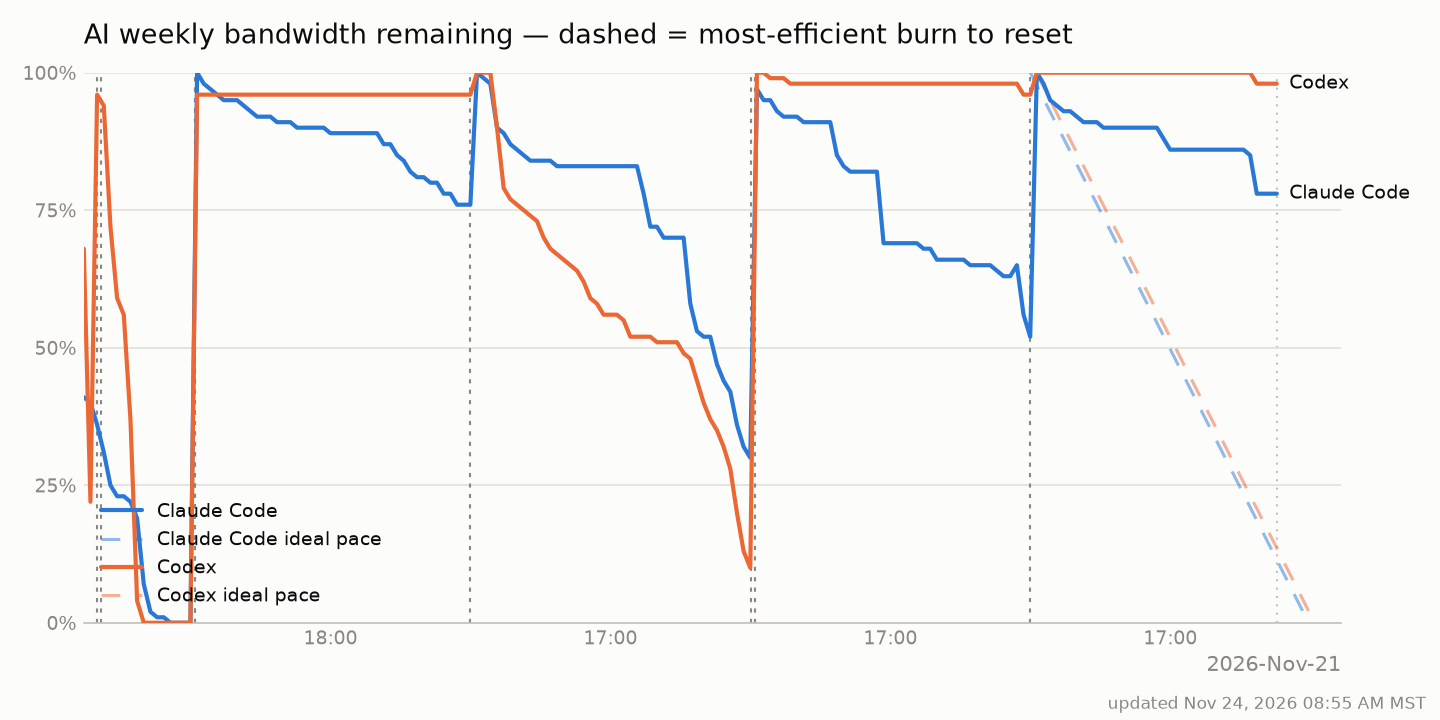 AI weekly bandwidth remaining — dashed = most-efficient burn to reset
100%
75%
50%
25%
0%
Codex
Claude Code
Claude Code
Claude Code ideal pace
Codex
Codex ideal pace
18:00 17:00 17:00 17:00
2026-Nov-21
updated Nov 24, 2026 08:55 AM MST